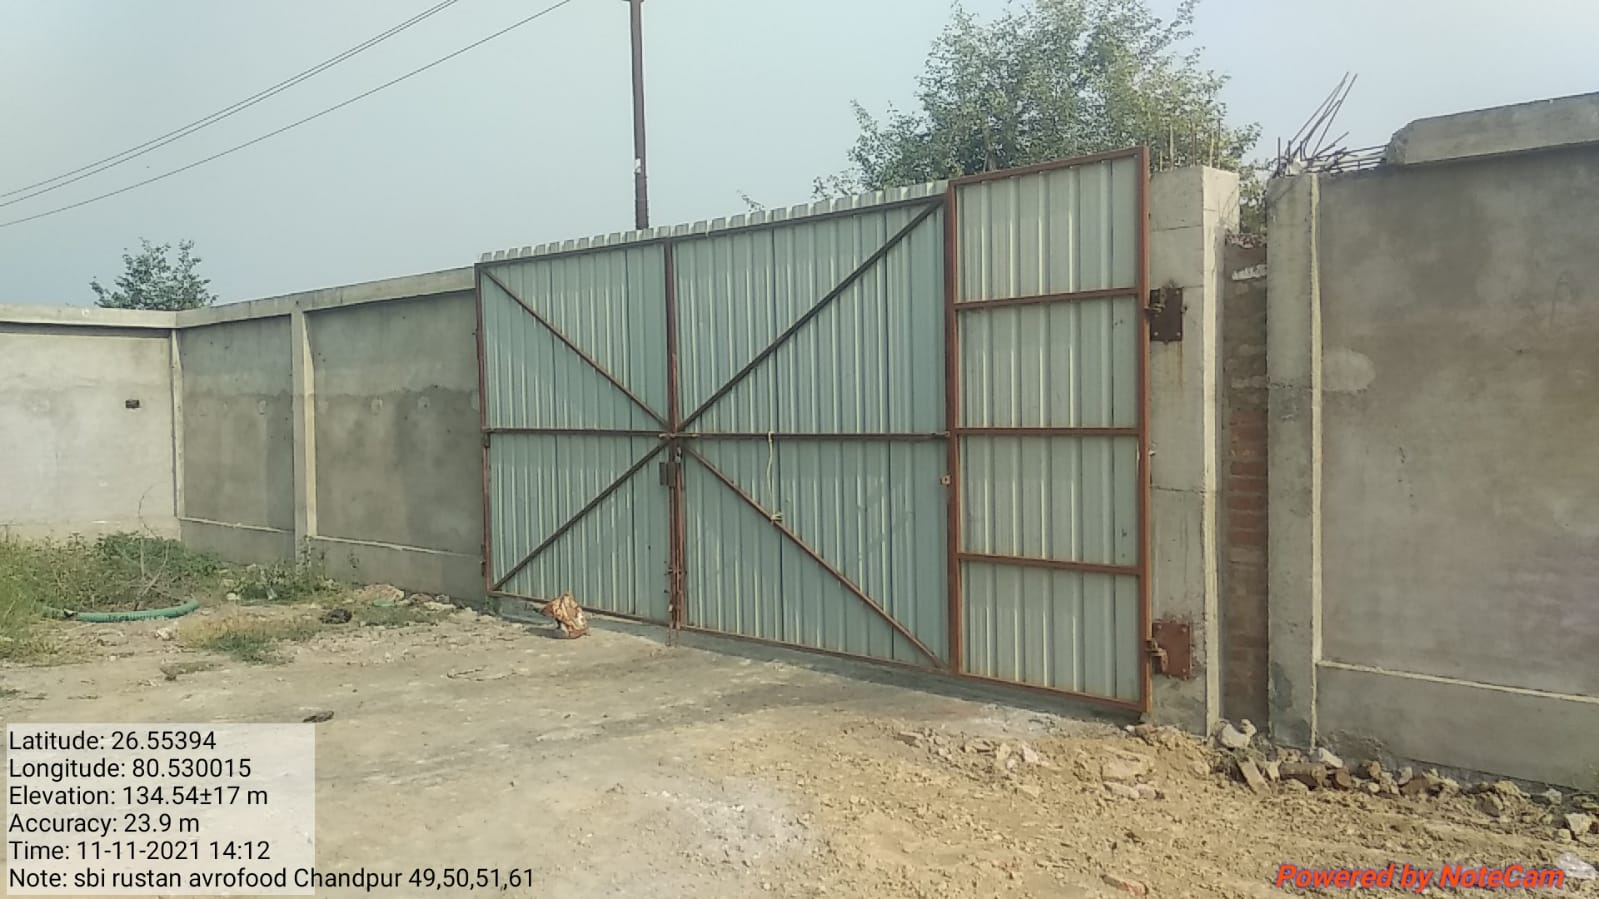 Latitude: 26.55394
Longitude: 80.530015
Elevation: 134.54±17 m
Accuracy: 23.9 m
Time: 11-11-2021 14:12
Note: sbi rustan avrofood Chandpur 49,50,51,61
Powered by NoteCam